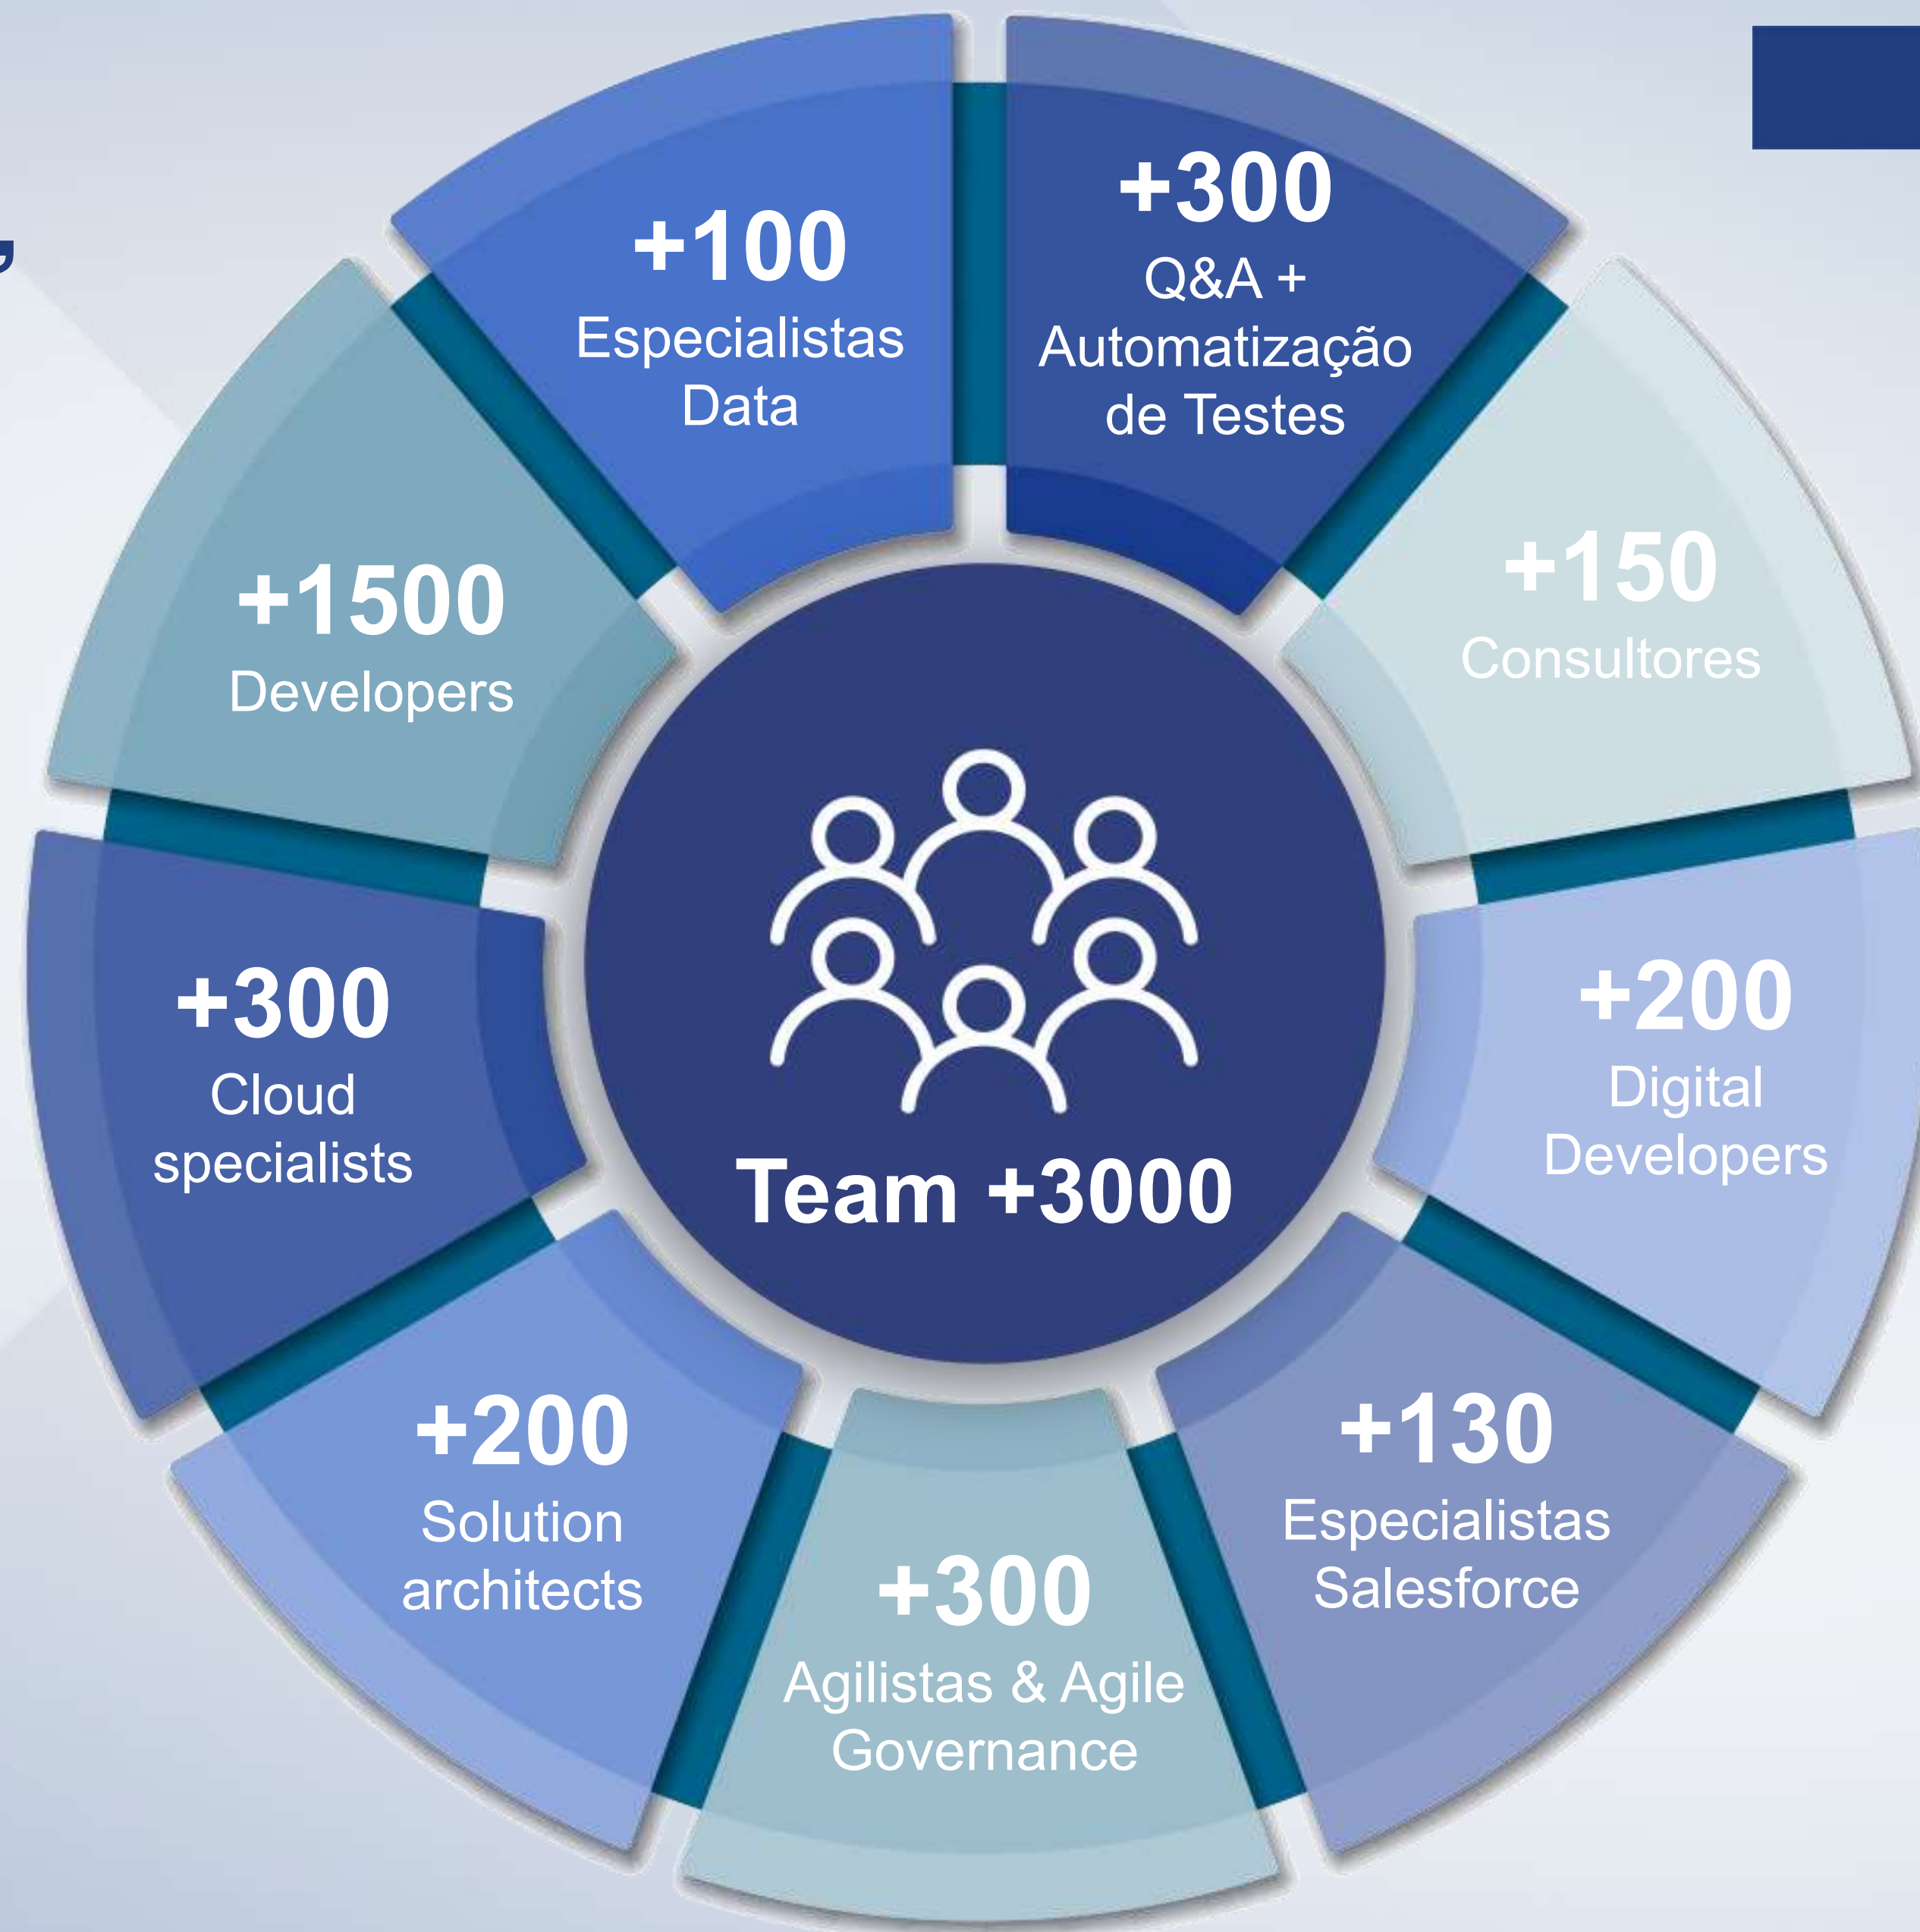 ,
+100
Especialistas
Data
+300
Q&A +
Automatização
de Testes
+150
Consultores
+200
Digital
Developers
+130
Especialistas
Salesforce
+300
Agilistas & Agile
Governance
+200
Solution
architects
+300
Cloud
specialists
+1500
Developers
Team +3000